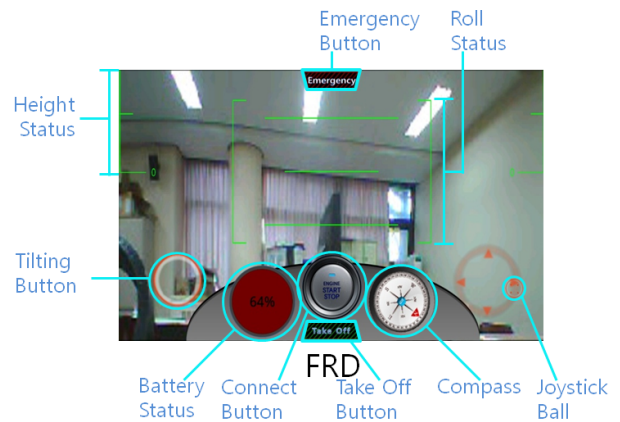 Emergency
Button
Roll
Status
Emergency
Height
Status
0
0
Tilting
Button
64%
ENGINE
START
STOP
Take Off
FRD
Battery
Status
Connect
Button
Take Off
Button
Compass
Joystick
Ball